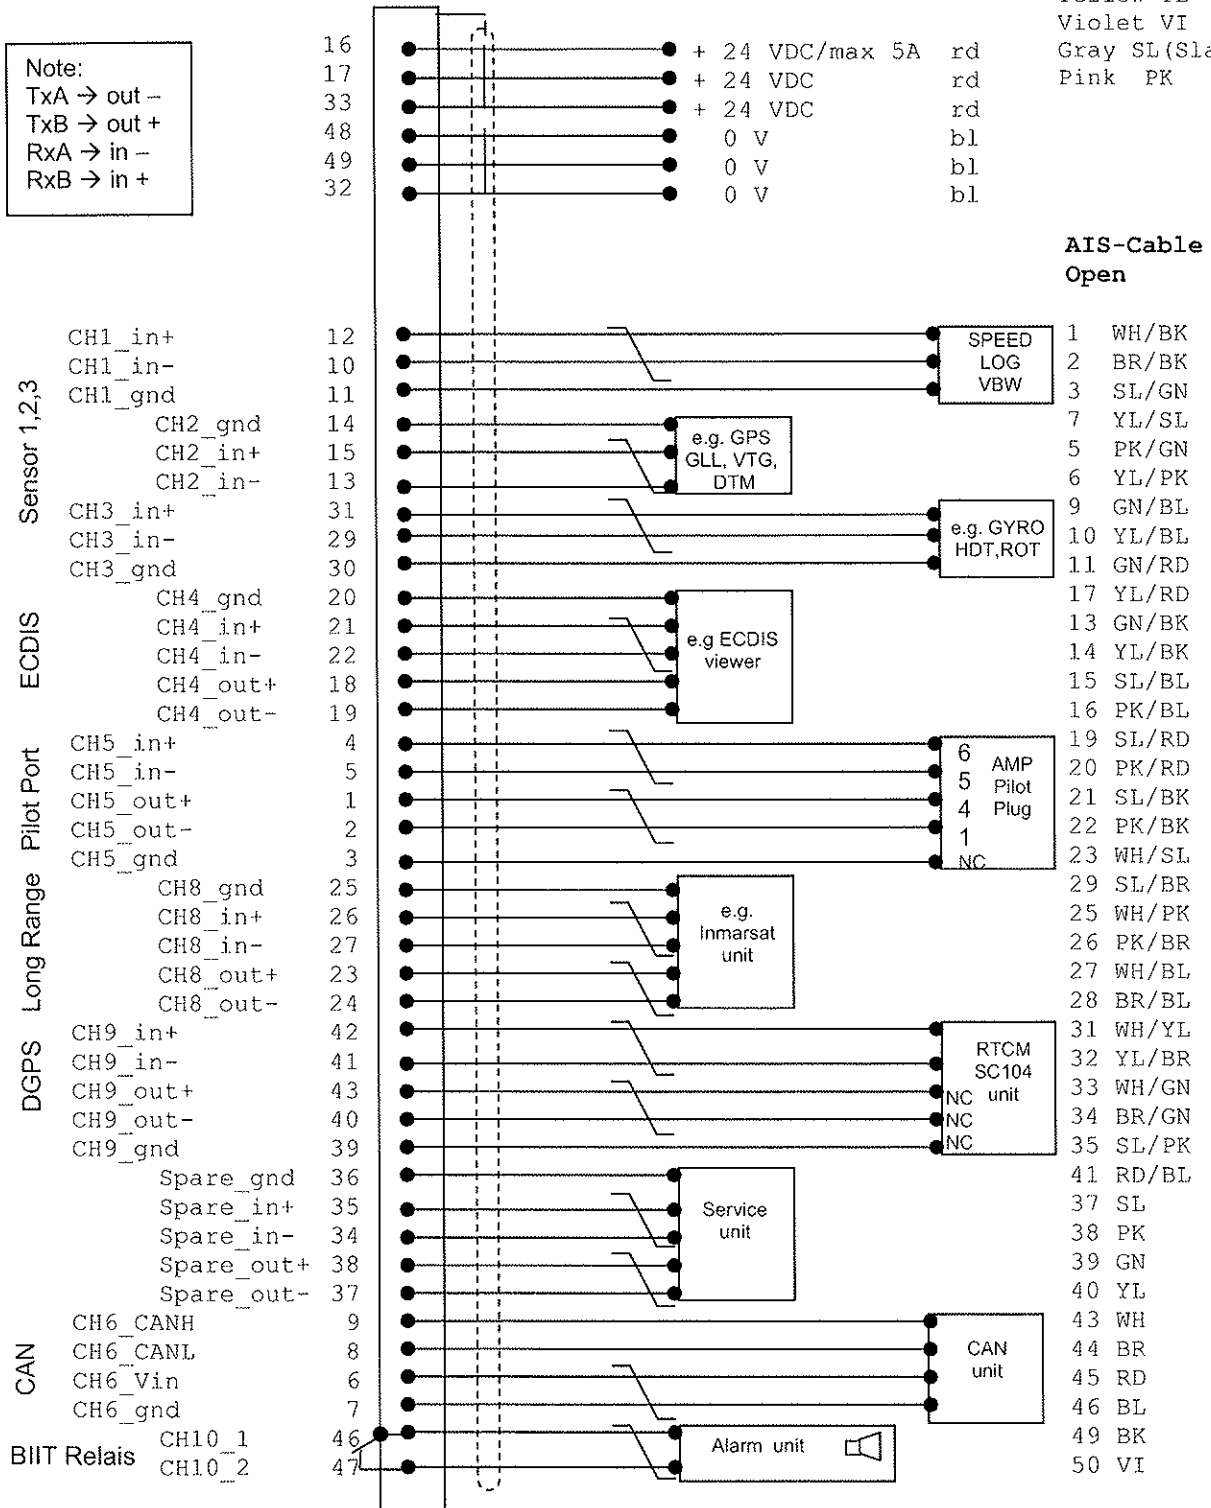 Violet VI
Gray SL(Sla
Pink PK
Note:
TxA → out –
TxB → out +
RxA → in –
RxB → in +
16 + 24 VDC/max 5A rd
17 + 24 VDC rd
33 + 24 VDC rd
48 0 V bl
49 0 V bl
32 0 V bl
AIS-Cable
Open
Sensor 1,2,3
CH1_in+ 12 1 WH/BK
CH1_in- 10 2 BR/BK
CH1_gnd 11 3 SL/GN
SPEED
LOG
VBW
CH2_gnd 14 7 YL/SL
CH2_in+ 15 5 PK/GN
CH2_in- 13 6 YL/PK
e.g. GPS
GLL, VTG,
DTM
CH3_in+ 31 9 GN/BL
CH3_in- 29 10 YL/BL
CH3_gnd 30 11 GN/RD
e.g. GYRO
HDT,ROT
ECDIS
CH4_gnd 20 17 YL/RD
CH4_in+ 21 13 GN/BK
CH4_in- 22 14 YL/BK
CH4_out+ 18 15 SL/BL
CH4_out- 19 16 PK/BL
e.g ECDIS
viewer
Pilot Port
CH5_in+ 4 6 19 SL/RD
CH5_in- 5 5 20 PK/RD
CH5_out+ 1 4 21 SL/BK
CH5_out- 2 1 22 PK/BK
CH5_gnd 3 NC 23 WH/SL
AMP
Pilot
Plug
Long Range
CH8_gnd 25 29 SL/BR
CH8_in+ 26 25 WH/PK
CH8_in- 27 26 PK/BR
CH8_out+ 23 27 WH/BL
CH8_out- 24 28 BR/BL
e.g.
Inmarsat
unit
DGPS
CH9_in+ 42 31 WH/YL
CH9_in- 41 32 YL/BR
CH9_out+ 43 NC 33 WH/GN
CH9_out- 40 NC 34 BR/GN
CH9_gnd 39 NC 35 SL/PK
RTCM
SC104
unit
Spare_gnd 36 41 RD/BL
Spare_in+ 35 37 SL
Spare_in- 34 38 PK
Spare_out+ 38 39 GN
Spare_out- 37 40 YL
Service
unit
CAN
CH6_CANH 9 43 WH
CH6_CANL 8 44 BR
CH6_Vin 6 45 RD
CH6_gnd 7 46 BL
CAN
unit
BIIT Relais
CH10_1 46 49 BK
CH10_2 47 50 VI
Alarm unit